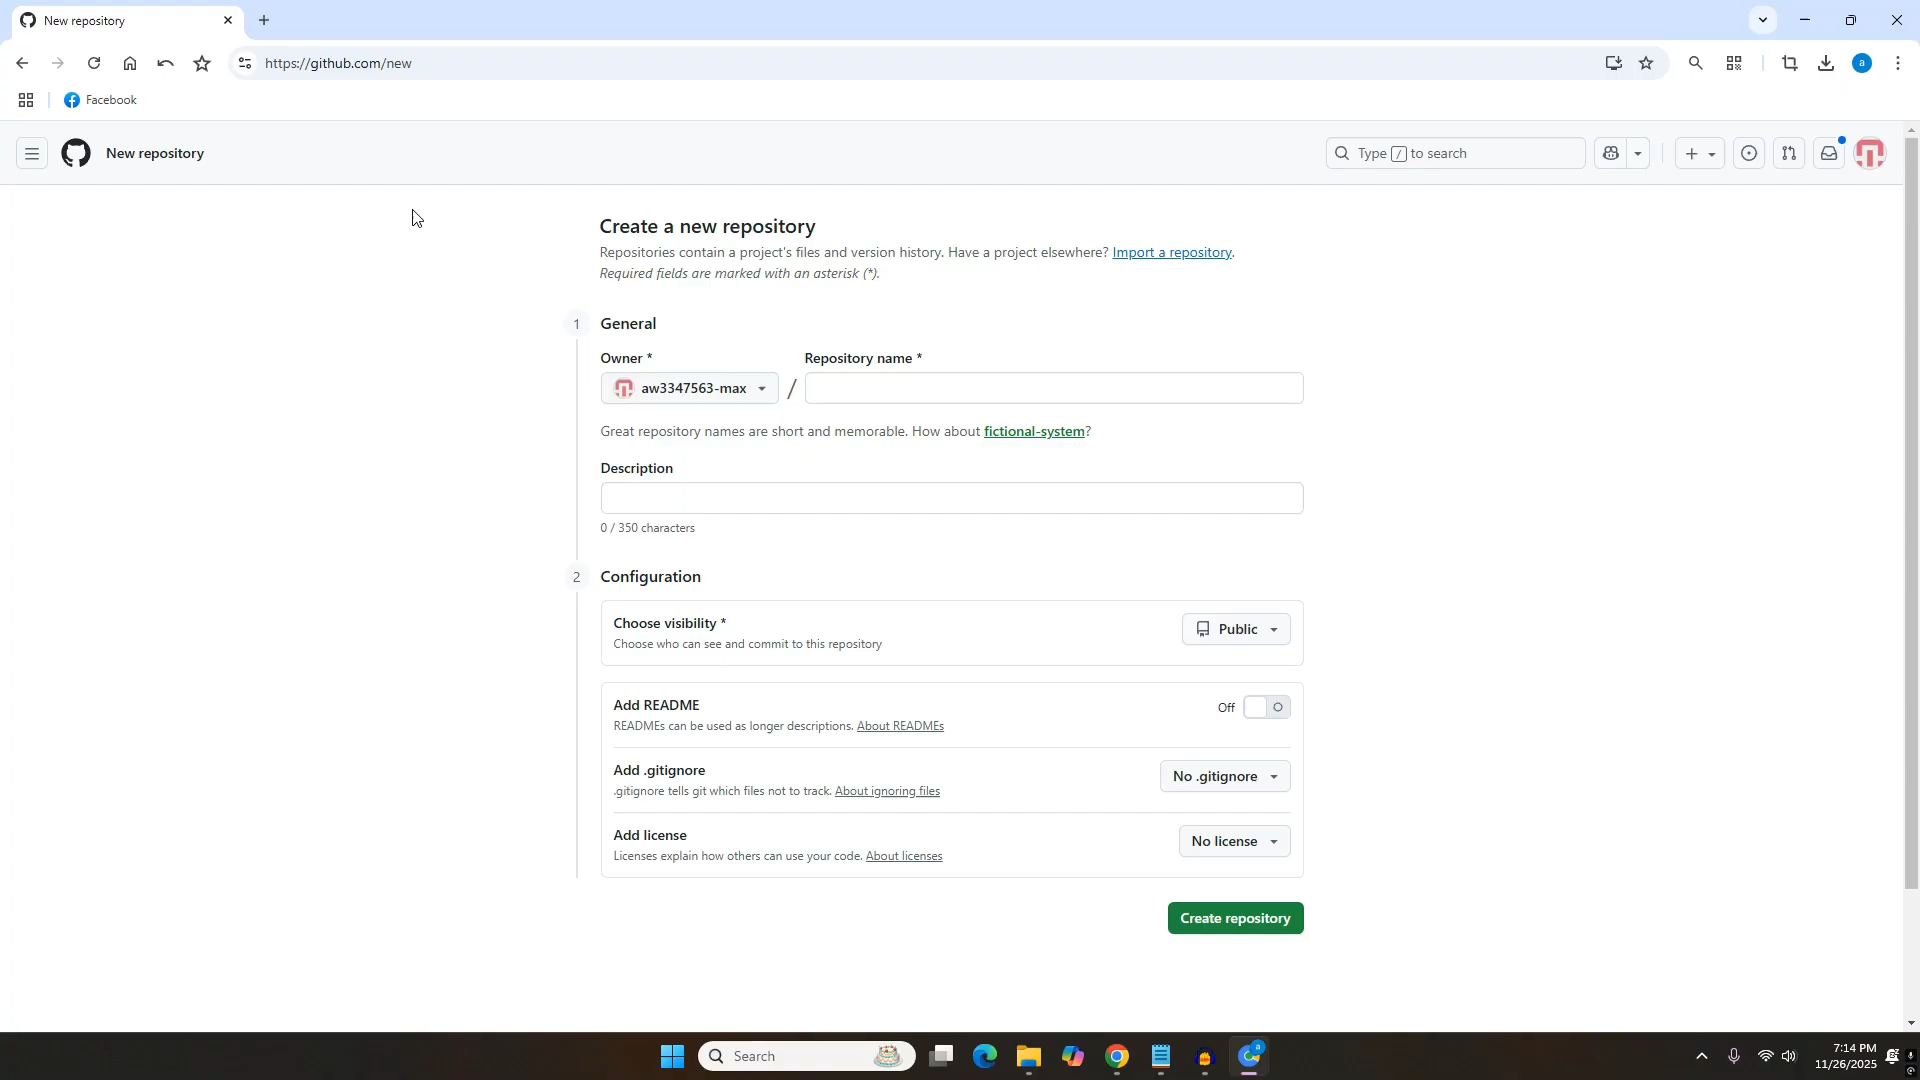 New repository
https://github.com/new
a
Facebook
New repository
Type / to search
Create a new repository
Repositories contain a project's files and version history. Have a project elsewhere? Import a repository.
Required fields are marked with an asterisk (*).
1 General
Owner *
Repository name *
aw3347563-max
/
Great repository names are short and memorable. How about fictional-system?
Description
0 / 350 characters
2 Configuration
Choose visibility *
Choose who can see and commit to this repository
Public
Add README
READMEs can be used as longer descriptions. About READMEs
Off
Add .gitignore
.gitignore tells git which files not to track. About ignoring files
No .gitignore
Add license
Licenses explain how others can use your code. About licenses
No license
Create repository
Search
a
7:14 PM
11/26/2025